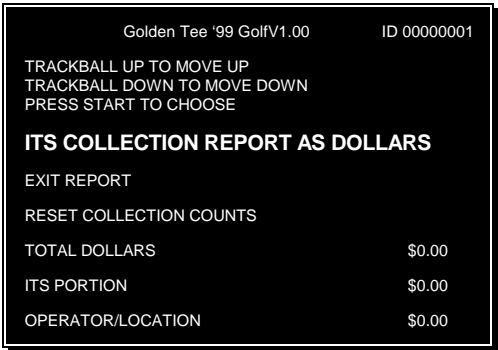 Golden Tee ‘99 GolfV1.00 ID 00000001
TRACKBALL UP TO MOVE UP
TRACKBALL DOWN TO MOVE DOWN
PRESS START TO CHOOSE
ITS COLLECTION REPORT AS DOLLARS
EXIT REPORT
RESET COLLECTION COUNTS
TOTAL DOLLARS $0.00
ITS PORTION $0.00
OPERATOR/LOCATION $0.00